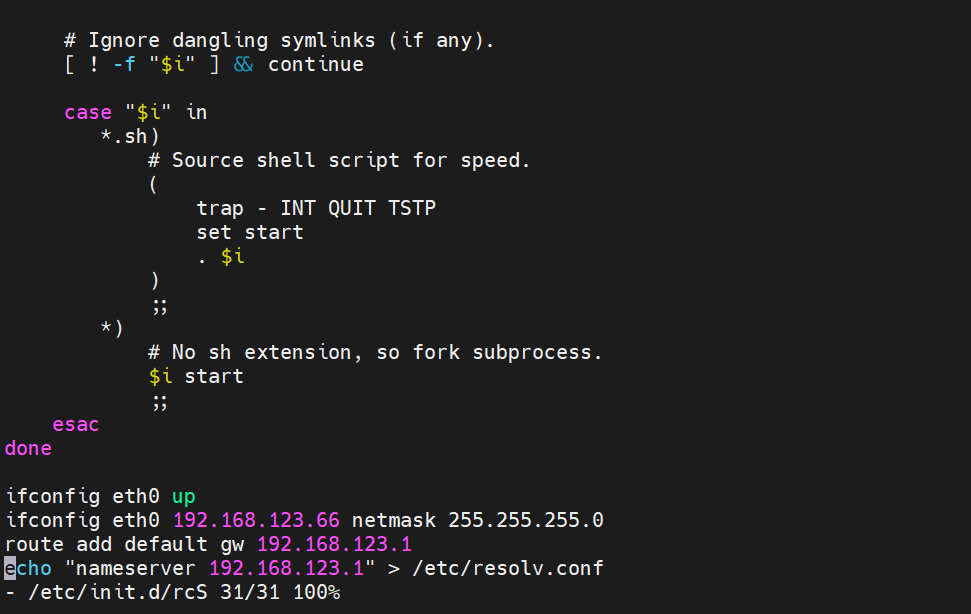 # Ignore dangling symlinks (if any).
[ ! -f "$i" ] && continue
case "$i" in
*.sh)
# Source shell script for speed.
(
trap - INT QUIT TSTP
set start
. $i
)
;;
*)
# No sh extension, so fork subprocess.
$i start
;;
esac
done
ifconfig eth0 up
ifconfig eth0 192.168.123.66 netmask 255.255.255.0
route add default gw 192.168.123.1
echo "nameserver 192.168.123.1" > /etc/resolv.conf
- /etc/init.d/rcS 31/31 100%